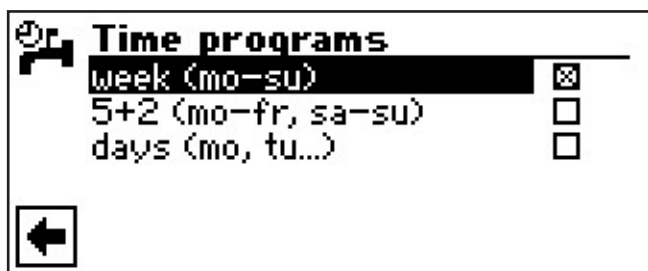 Time programs
week (mo-su)
5+2 (mo-fr, sa-su)
days (mo, tu...)